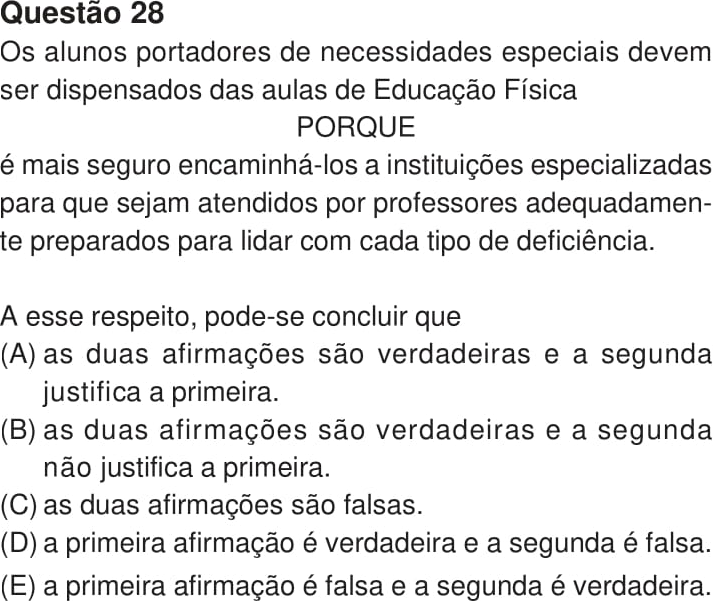 Questão 28
Os alunos portadores de necessidades especiais devem
ser dispensados das aulas de Educação Física
PORQUE
é mais seguro encaminhá-los a instituições especializadas
para que sejam atendidos por professores adequadamen-
te preparados para lidar com cada tipo de deficiência.
A esse respeito, pode-se concluir que
(A) as duas afirmações são verdadeiras e a segunda
justifica a primeira.
(B) as duas afirmações são verdadeiras e a segunda
não justifica a primeira.
(C) as duas afirmações são falsas.
(D) a primeira afirmação é verdadeira e a segunda é falsa.
(E) a primeira afirmação é falsa e a segunda é verdadeira.